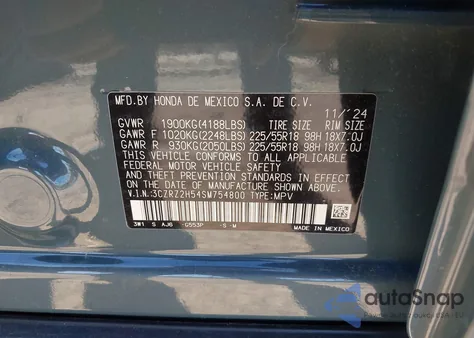 MFD.BY HONDA DE MEXICO S.A. DE C.V.
11/'24
GVWR 1900KG(4188LBS) TIRE SIZE RIM SIZE
GAWR F 1020KG(2248LBS) 225/55R18 98H 18X7.0J
GAWR R 930KG(2050LBS) 225/55R18 98H 18X7.0J
THIS VEHICLE CONFORMS TO ALL APPLICABLE
FEDERAL MOTOR VEHICLE SAFETY
AND THEFT PREVENTION STANDARDS IN EFFECT
ON THE DATE OF MANUFACTURE SHOWN ABOVE.
V.I.N:3CZRZ2H54SM754800 TYPE:MPV
3W1 S AJ6 G553P -S-M
MADE IN MEXICO
autoSnap